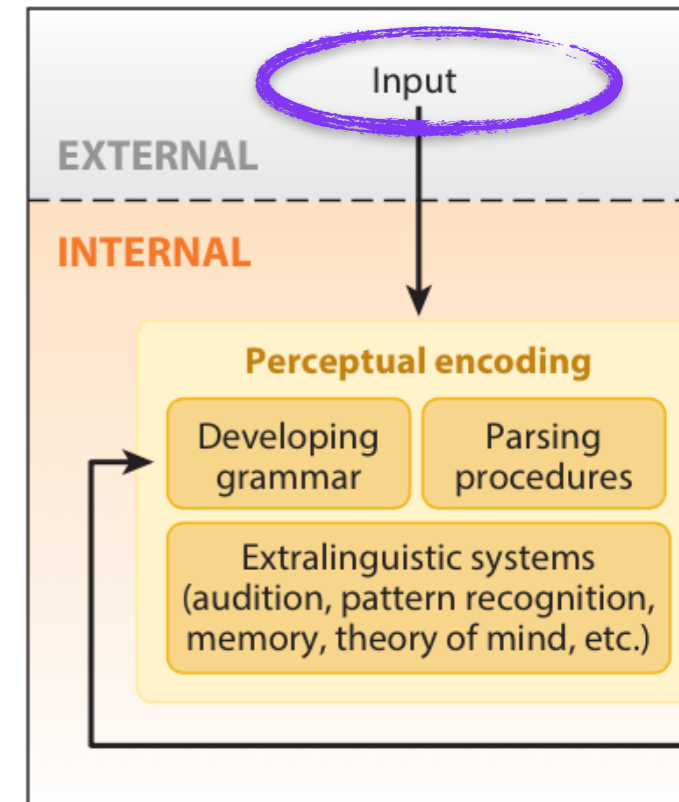 Input
EXTERNAL
INTERNAL
Perceptual encoding
Developing
grammar
Parsing
procedures
Extralinguistic systems
(audition, pattern recognition,
memory, theory of mind, etc.)